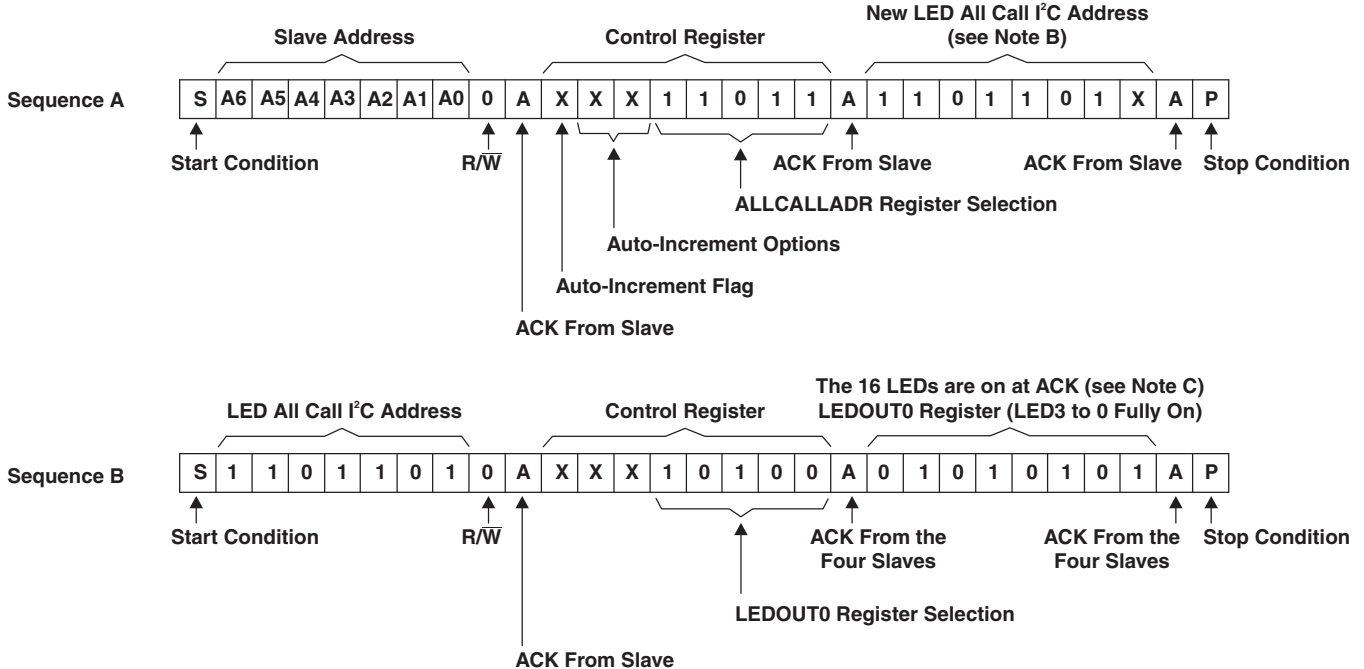 New LED All Call I²C Address
Slave Address Control Register (see Note B)
Sequence A S A6 A5 A4 A3 A2 A1 A0 0 A X X X 1 1 0 1 1 A 1 1 0 1 1 0 1 X A P
Start Condition R/W̅ ACK From Slave ACK From Slave Stop Condition
ALLCALLADR Register Selection
Auto-Increment Options
Auto-Increment Flag
ACK From Slave
The 16 LEDs are on at ACK (see Note C)
LED All Call I²C Address Control Register LEDOUT0 Register (LED3 to 0 Fully On)
Sequence B S 1 1 0 1 1 0 1 0 A X X X 1 0 1 0 0 A 0 1 0 1 0 1 0 1 A P
Start Condition R/W̅ ACK From the ACK From the Stop Condition
Four Slaves Four Slaves
LEDOUT0 Register Selection
ACK From Slave